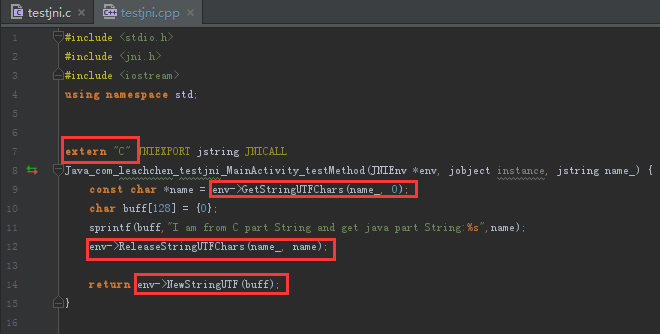 testjni.c testjni.cpp
1 #include <stdio.h>
2 #include <jni.h>
3 #include <iostream>
4 using namespace std;
5
6
7 extern "C" JNIEXPORT jstring JNICALL
8 Java_com_leachchen_testjni_MainActivity_testMethod(JNIEnv *env, jobject instance, jstring name_) {
9 const char *name = env->GetStringUTFChars(name_, 0);
10 char buff[128] = {0};
11 sprintf(buff,"I am from C part String and get java part String:%s",name);
12 env->ReleaseStringUTFChars(name_, name);
13
14 return env->NewStringUTF(buff);
15 }
16